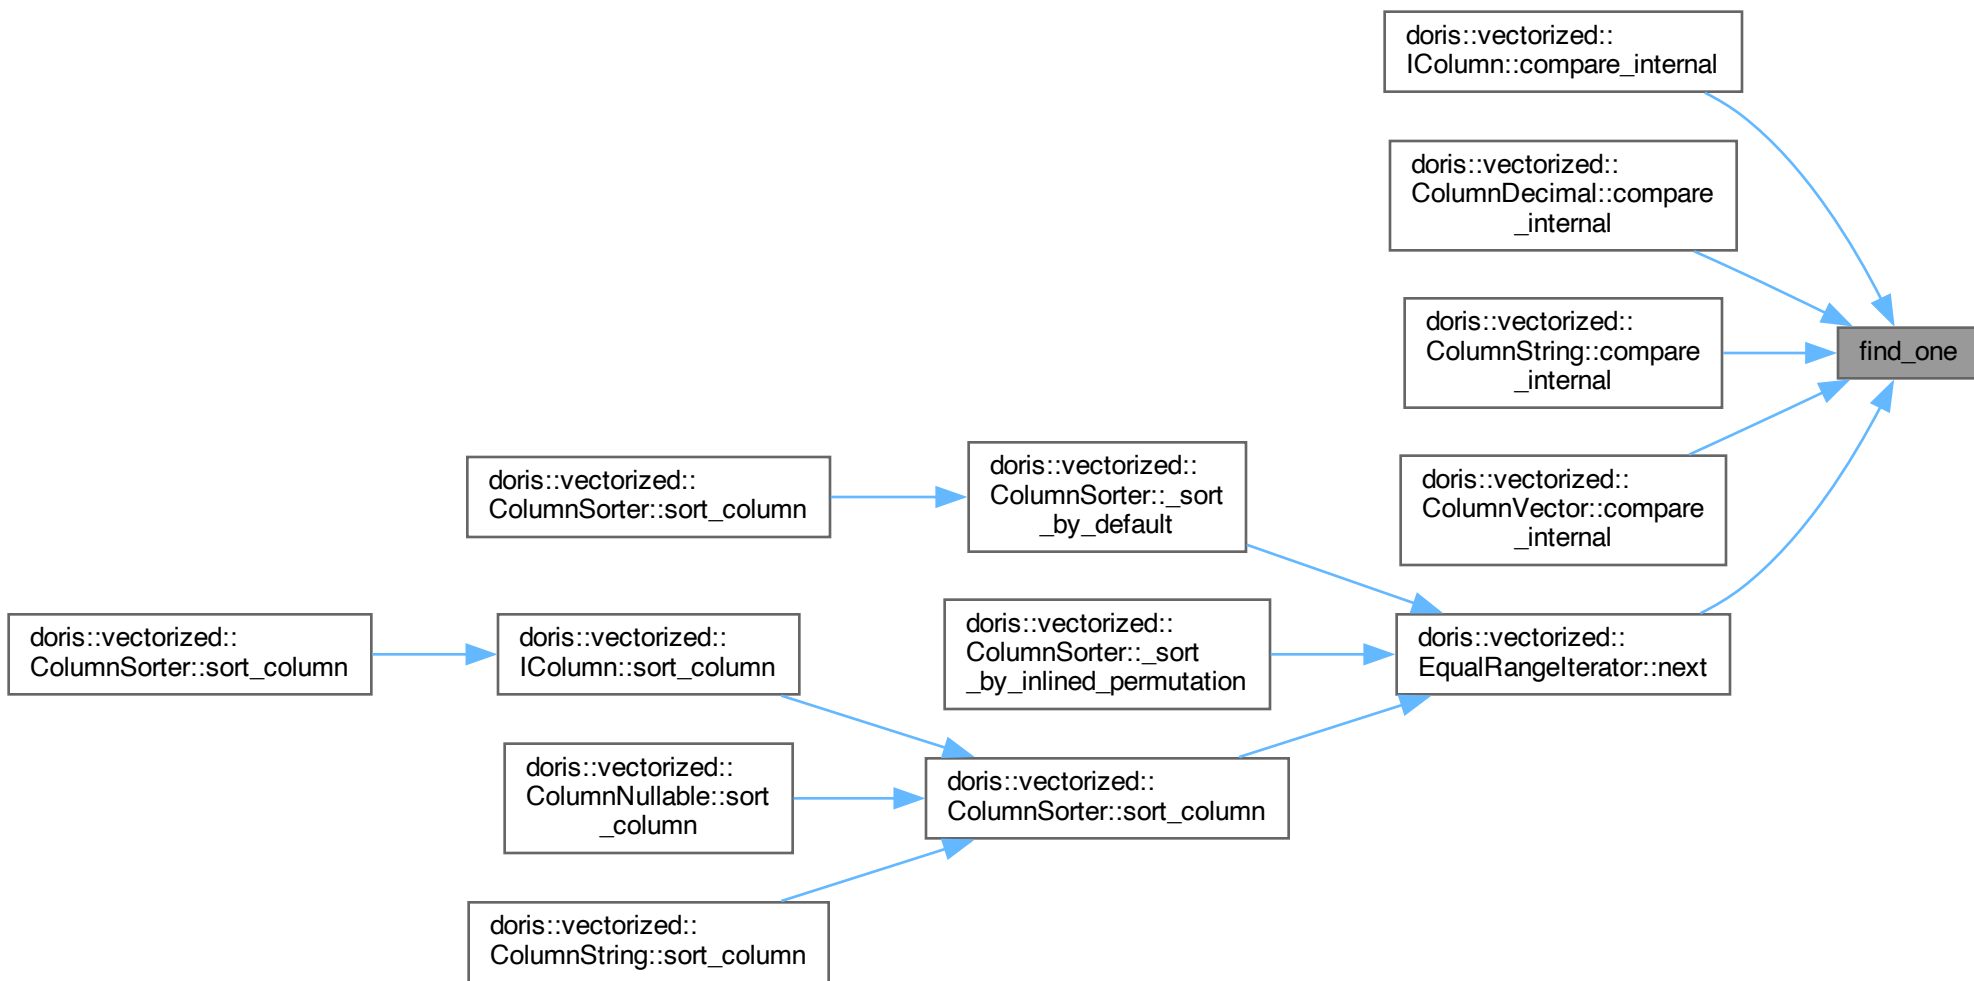 doris::vectorized::
IColumn::compare_internal
doris::vectorized::
ColumnDecimal::compare
_internal
doris::vectorized::
ColumnString::compare
_internal
find_one
doris::vectorized::
ColumnVector::compare
_internal
doris::vectorized::
ColumnSorter::_sort
_by_default
doris::vectorized::
ColumnSorter::sort_column
doris::vectorized::
ColumnSorter::sort_column
doris::vectorized::
IColumn::sort_column
doris::vectorized::
ColumnSorter::_sort
_by_inlined_permutation
doris::vectorized::
EqualRangeIterator::next
doris::vectorized::
ColumnNullable::sort
_column
doris::vectorized::
ColumnSorter::sort_column
doris::vectorized::
ColumnString::sort_column